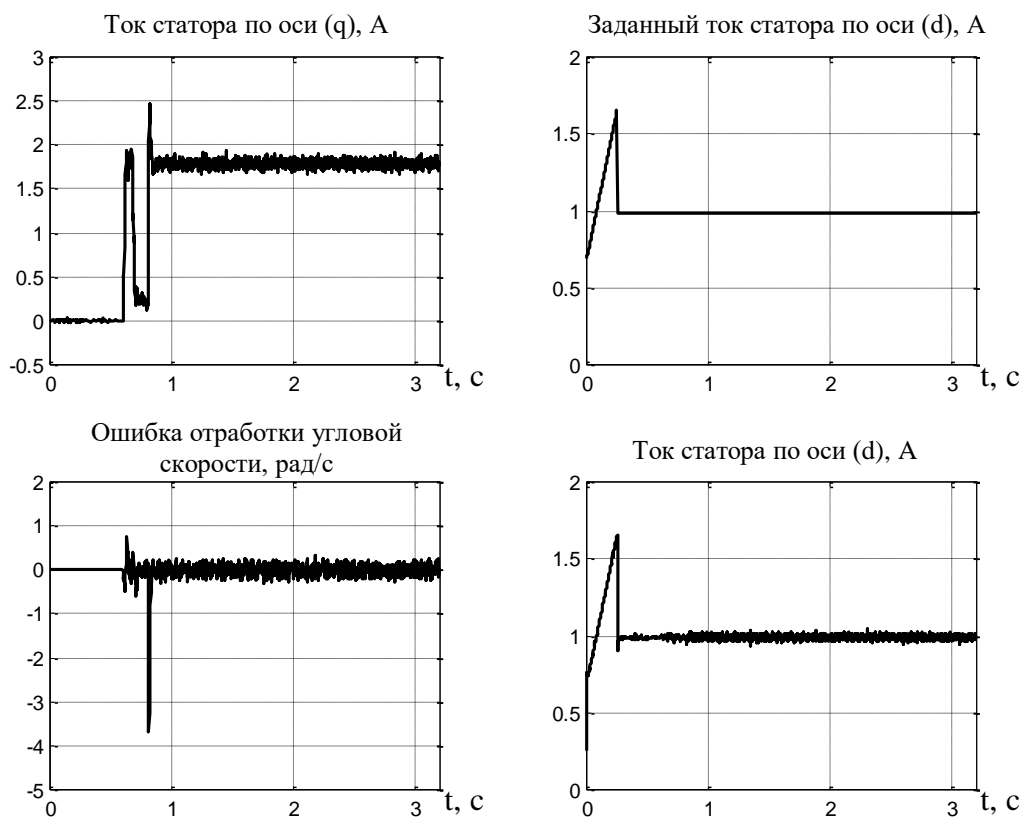 Ток статора по оси (q), А
3
2.5
2
1.5
1
0.5
0
-0.5
0 1 2 3
t, с
Заданный ток статора по оси (d), А
2
1.5
1
0.5
0
0 1 2 3
t, с
Ошибка отработки угловой
скорости, рад/с
2
1
0
-1
-2
-3
-4
-5
0 1 2 3
t, с
Ток статора по оси (d), А
2
1.5
1
0.5
0
0 1 2 3
t, с